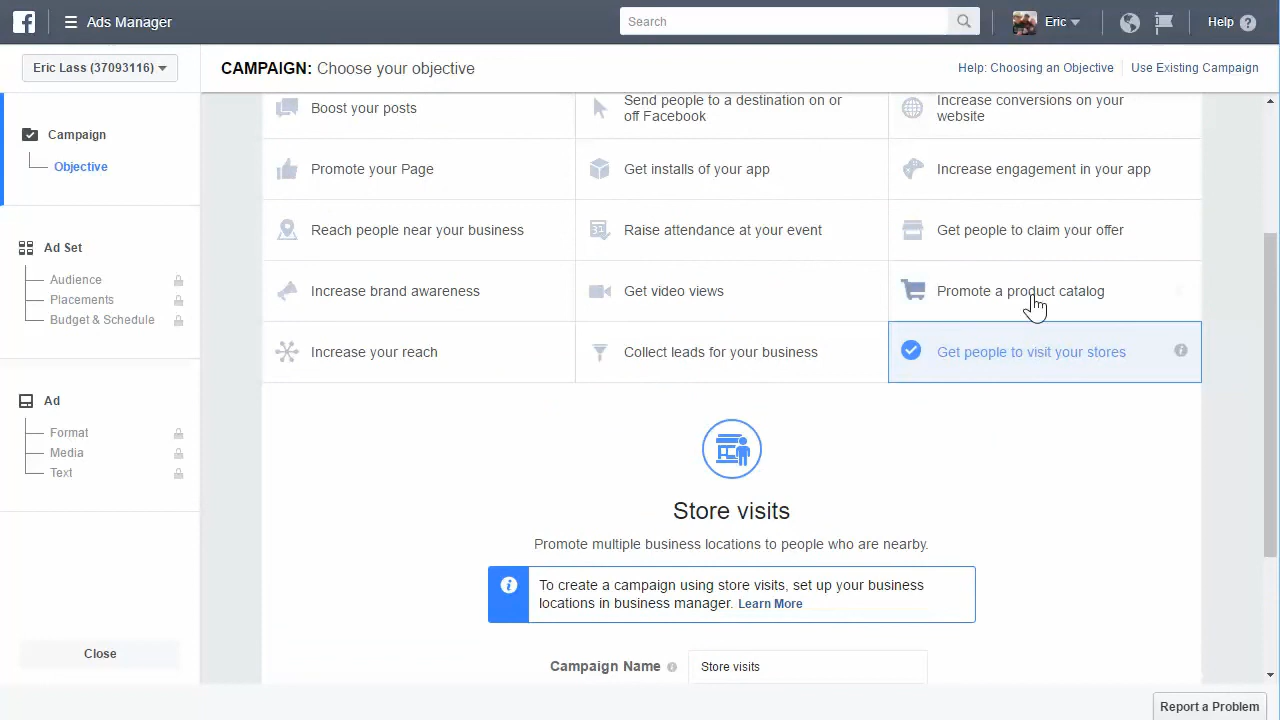 Ads Manager
Search
Eric
Help
Eric Lass (37093116)
CAMPAIGN: Choose your objective
Help: Choosing an Objective
Use Existing Campaign
Campaign
Objective
Ad Set
Audience
Placements
Budget & Schedule
Ad
Format
Media
Text
Close
Boost your posts
Send people to a destination on or
off Facebook
Increase conversions on your
website
Promote your Page
Get installs of your app
Increase engagement in your app
Reach people near your business
31
Raise attendance at your event
Get people to claim your offer
Increase brand awareness
Get video views
Promote a product catalog
Increase your reach
Collect leads for your business
Get people to visit your stores
Store visits
Promote multiple business locations to people who are nearby.
To create a campaign using store visits, set up your business
locations in business manager. Learn More
Campaign Name
Store visits
Report a Problem